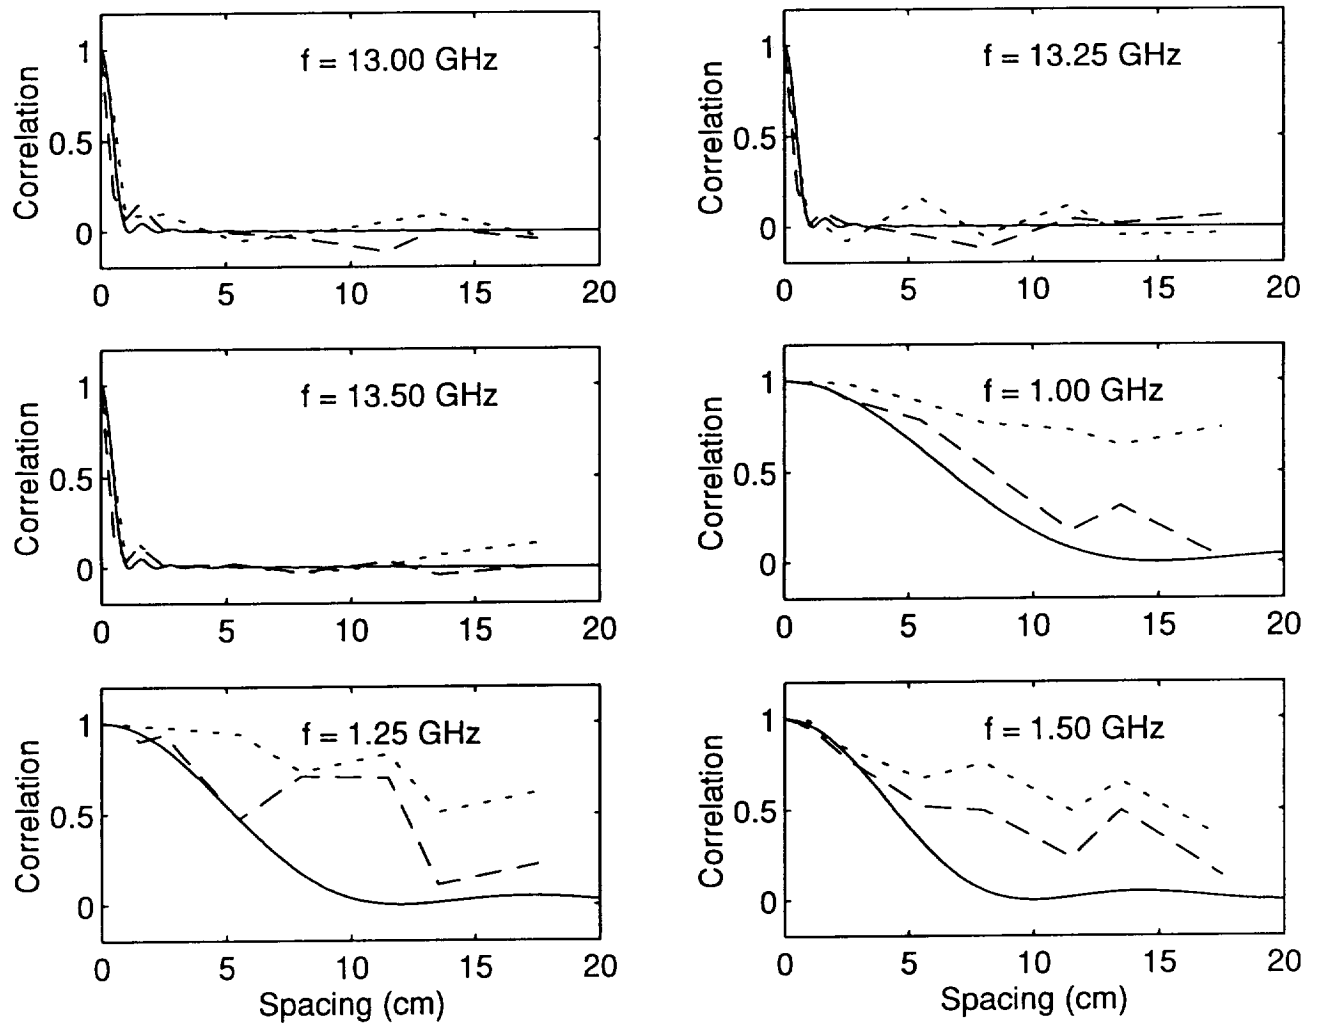 f = 13.00 GHz
Correlation
1
0.5
0
0 5 10 15 20
f = 13.25 GHz
Correlation
1
0.5
0
0 5 10 15 20
f = 13.50 GHz
Correlation
1
0.5
0
0 5 10 15 20
f = 1.00 GHz
Correlation
1
0.5
0
0 5 10 15 20
f = 1.25 GHz
Correlation
1
0.5
0
0 5 10 15 20
Spacing (cm)
f = 1.50 GHz
Correlation
1
0.5
0
0 5 10 15 20
Spacing (cm)